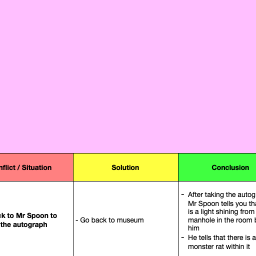 nflict / Situation
Solution
Conclusion
ck to Mr Spoon to
the autograph
- Go back to museum
- After taking the autog
Mr Spoon tells you tha
is a light shining from
manhole in the room b
him
- He tells that there is a
monster rat within it